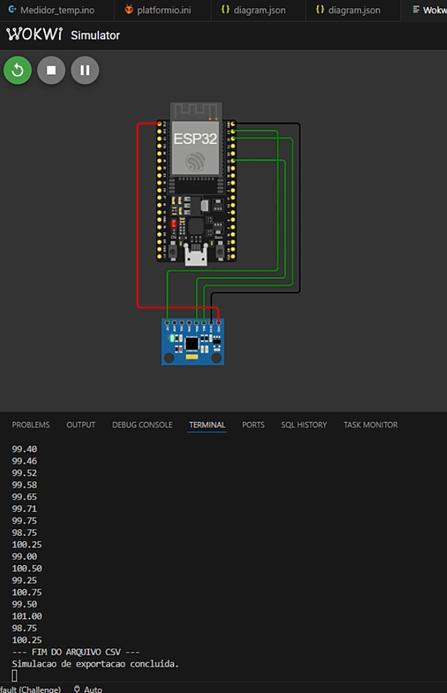 Medidor_temp.ino platformio.ini {} diagram.json {} diagram.json Wokw
WOKWI Simulator
ESP32
PROBLEMS OUTPUT DEBUG CONSOLE TERMINAL PORTS SQL HISTORY TASK MONITOR
99.40
99.46
99.52
99.58
99.65
99.71
99.75
98.75
100.25
99.00
100.50
99.25
100.75
99.50
101.00
98.75
100.25
--- FIM DO ARQUIVO CSV ---
Simulacao de exportacao concluida.
fault (Challenge) Auto